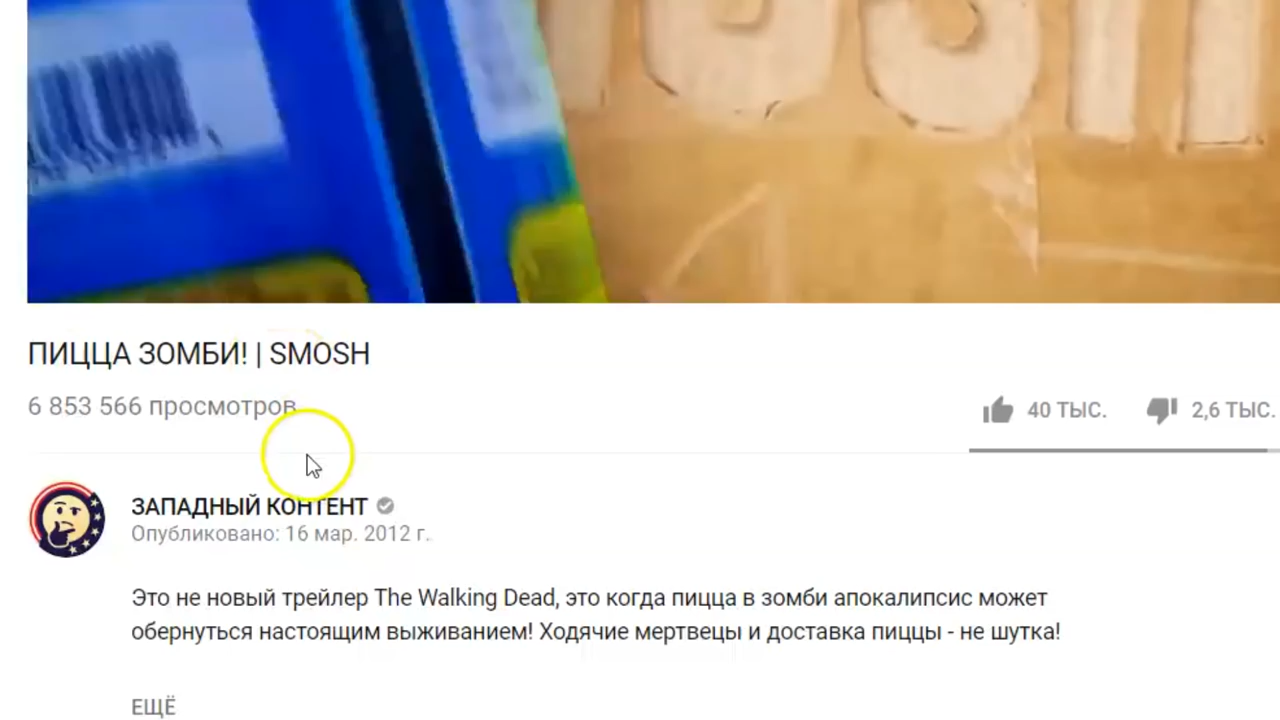 ПИЦЦА ЗОМБИ! | SMOSH
6 853 566 просмотров
40 ТЫС.
2,6 ТЫС.
ЗАПАДНЫЙ КОНТЕНТ
Опубликовано: 16 мар. 2012 г.
Это не новый трейлер The Walking Dead, это когда пицца в зомби апокалипсис может
обернуться настоящим выживанием! Ходячие мертвецы и доставка пиццы - не шутка!
ЕЩЁ